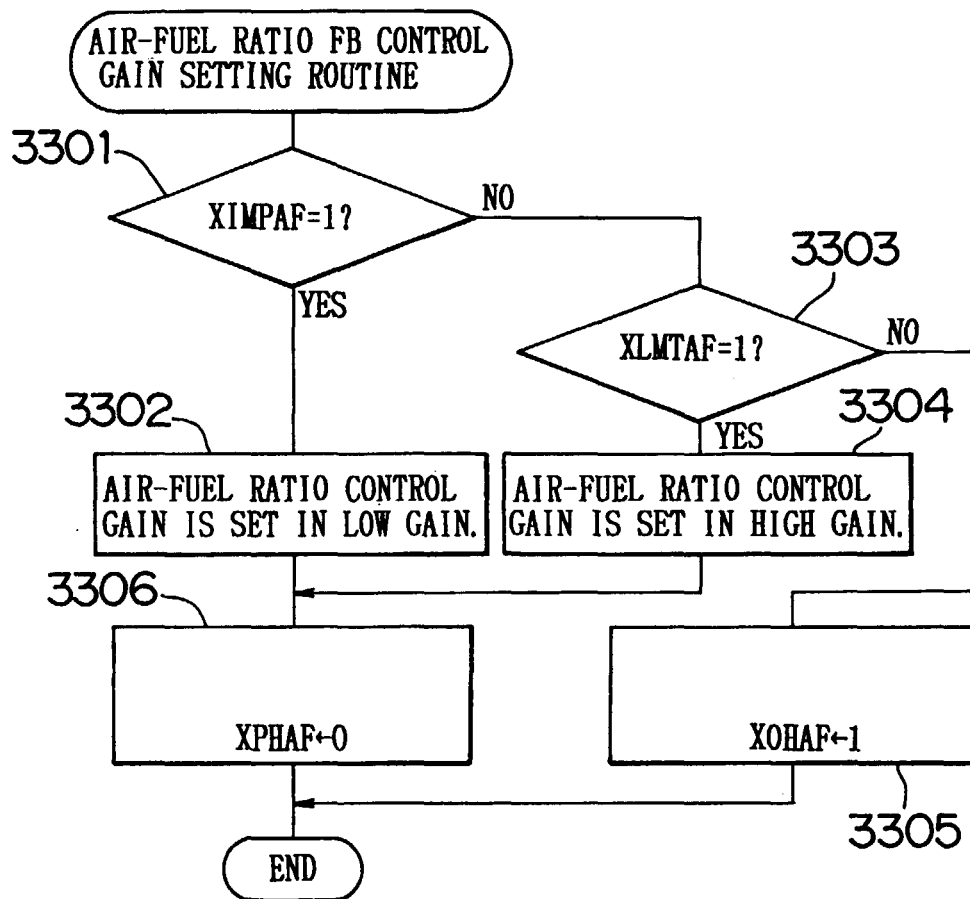 AIR-FUEL RATIO FB CONTROL
GAIN SETTING ROUTINE
3301
XIMPAF=1?
NO
YES
3303
XLMTAF=1?
NO
YES
3302
AIR-FUEL RATIO CONTROL
GAIN IS SET IN LOW GAIN.
3304
AIR-FUEL RATIO CONTROL
GAIN IS SET IN HIGH GAIN.
3306
XPHAF←0
XOHAF←1
3305
END